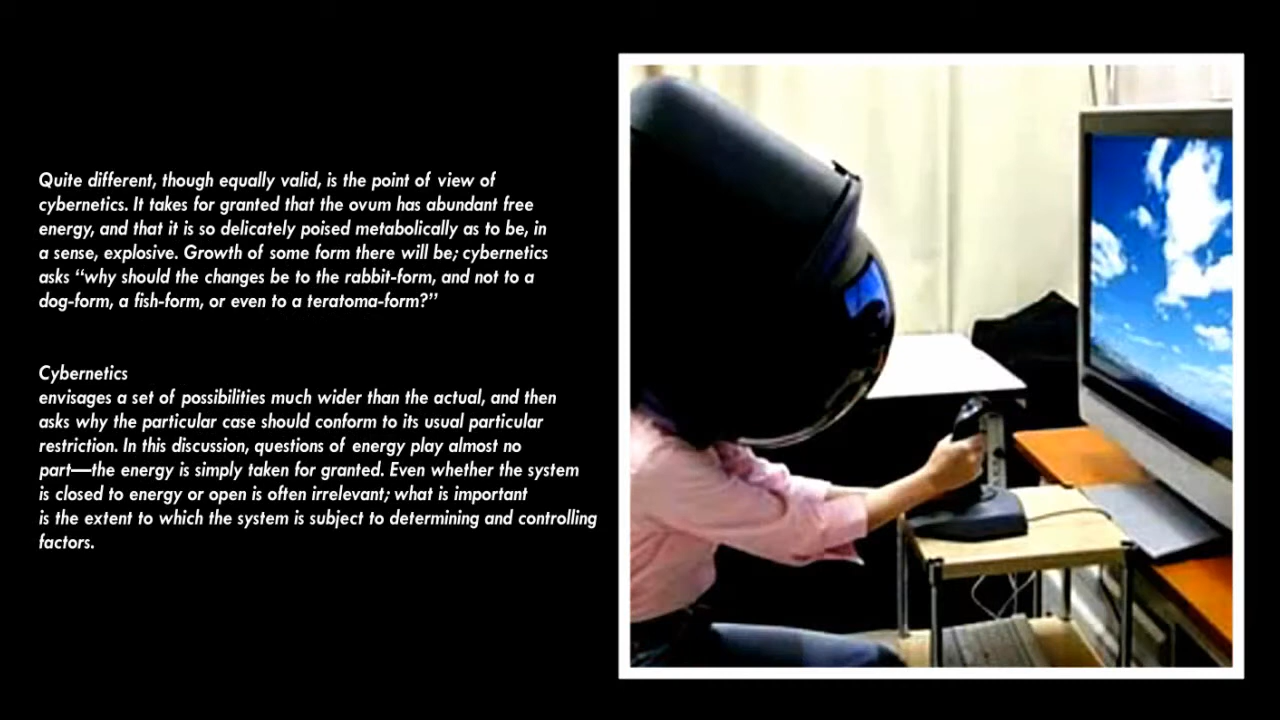 Quite different, though equally valid, is the point of view of
cybernetics. It takes for granted that the ovum has abundant free
energy, and that it is so delicately poised metabolically as to be, in
a sense, explosive. Growth of some form there will be; cybernetics
asks “why should the changes be to the rabbit-form, and not to a
dog-form, a fish-form, or even to a teratoma-form?”
Cybernetics
envisages a set of possibilities much wider than the actual, and then
asks why the particular case should conform to its usual particular
restriction. In this discussion, questions of energy play almost no
part—the energy is simply taken for granted. Even whether the system
is closed to energy or open is often irrelevant; what is important
is the extent to which the system is subject to determining and controlling
factors.